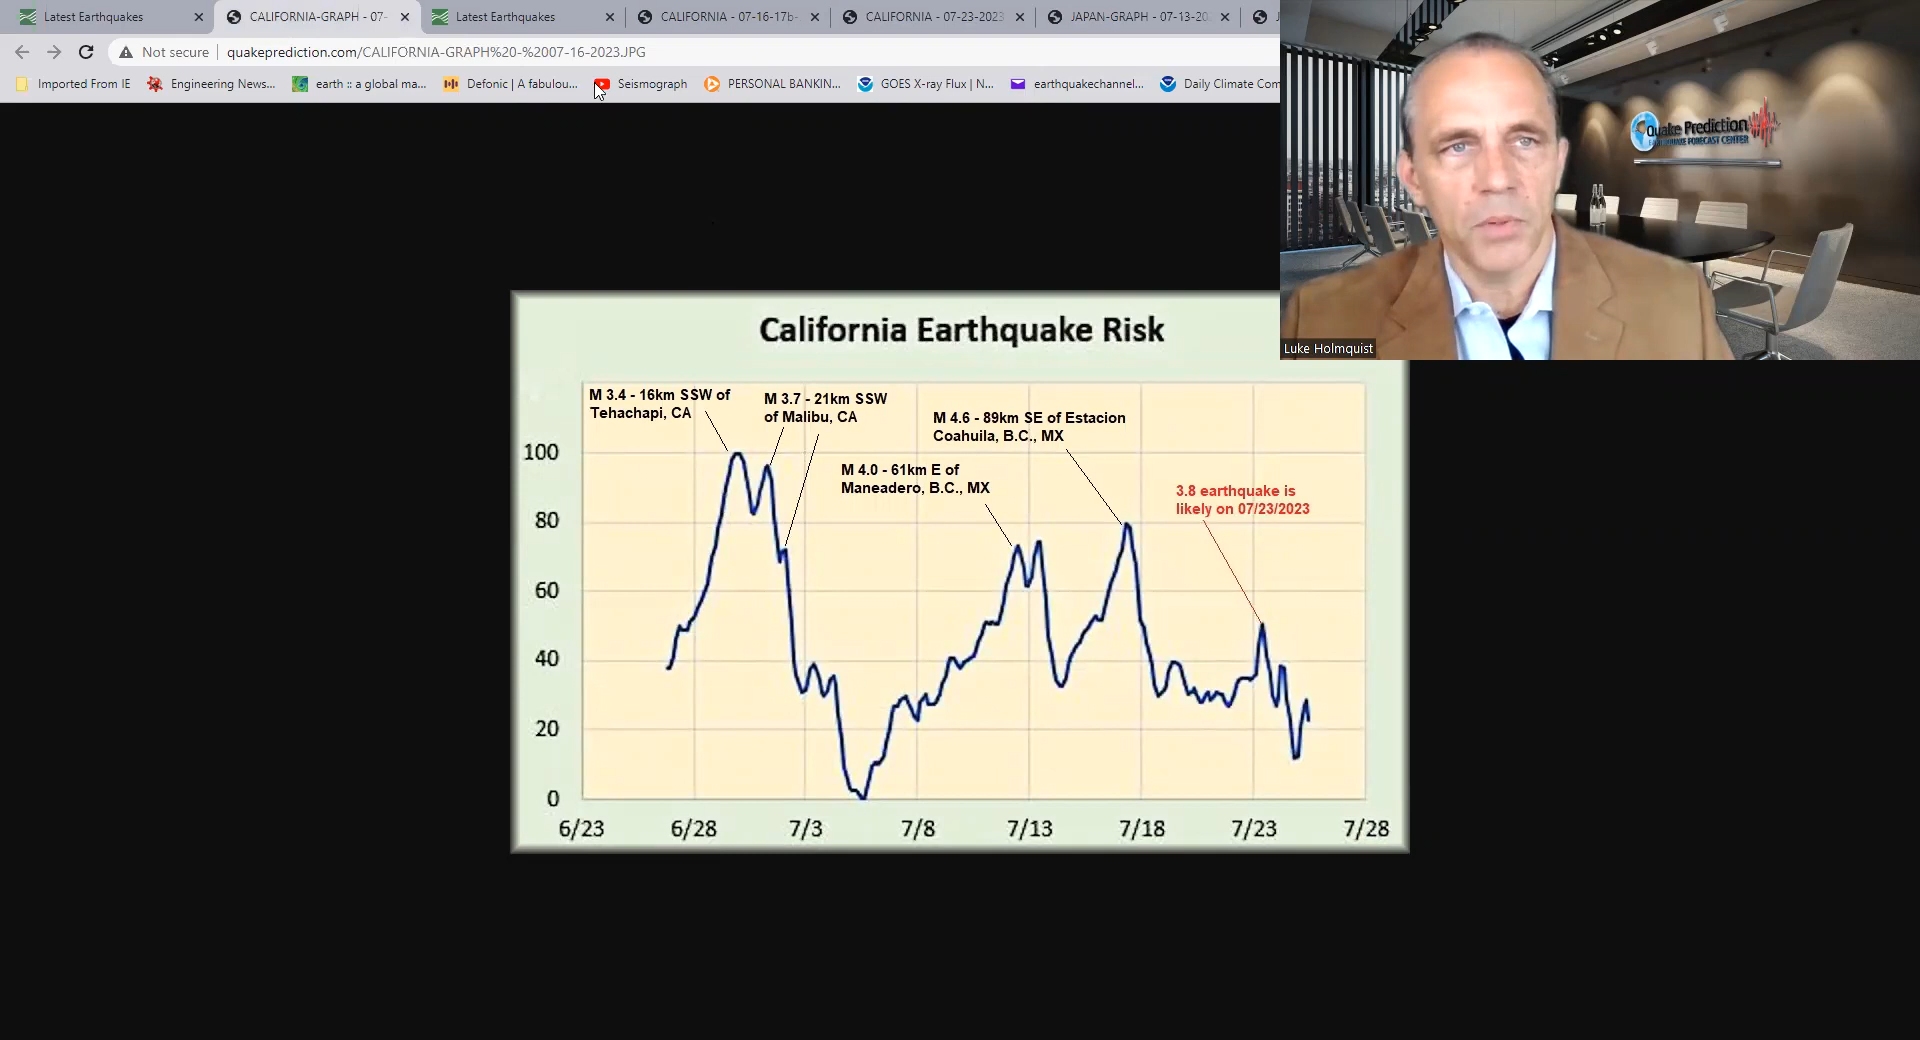 Latest Earthquakes
CALIFORNIA-GRAPH - 07-
Latest Earthquakes
CALIFORNIA - 07-16-17b-
CALIFORNIA - 07-23-2023
JAPAN-GRAPH - 07-13-20
Not secure
quakeprediction.com/CALIFORNIA-GRAPH%20-%2007-16-2023.JPG
Imported From IE
Engineering News...
earth :: a global ma...
Defonic | A fabulou...
Seismograph
PERSONAL BANKIN...
GOES X-ray Flux | N...
earthquakechannel...
Daily Climate Com
Quake Prediction
EARTHQUAKE FORECAST CENTER
Luke Holmquist
California Earthquake Risk
M 3.4 - 16km SSW of
Tehachapi, CA
M 3.7 - 21km SSW
of Malibu, CA
M 4.6 - 89km SE of Estacion
Coahuila, B.C., MX
M 4.0 - 61km E of
Maneadero, B.C., MX
3.8 earthquake is
likely on 07/23/2023
100
80
60
40
20
0
6/23
6/28
7/3
7/8
7/13
7/18
7/23
7/28